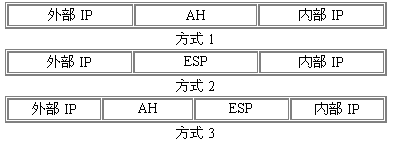 外部 IP AH 内部 IP
方式 1
外部 IP ESP 内部 IP
方式 2
外部 IP AH ESP 内部 IP
方式 3